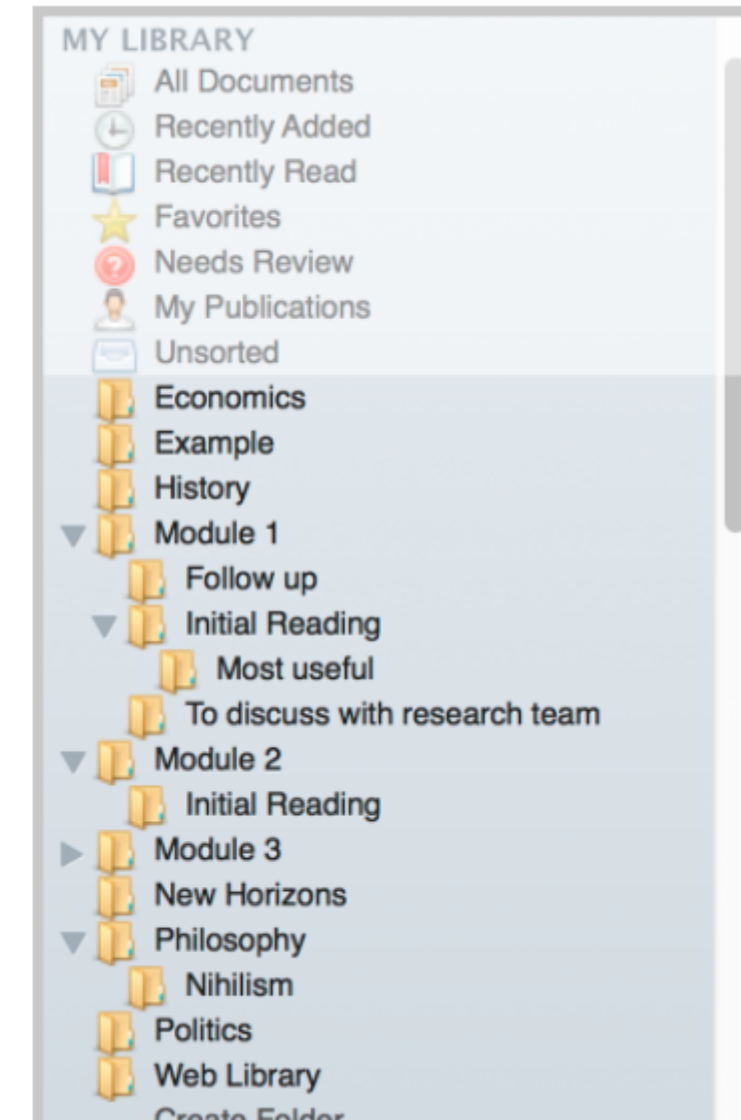 MY LIBRARY
All Documents
Recently Added
Recently Read
Favorites
Needs Review
My Publications
Unsorted
Economics
Example
History
Module 1
Follow up
Initial Reading
Most useful
To discuss with research team
Module 2
Initial Reading
Module 3
New Horizons
Philosophy
Nihilism
Politics
Web Library
Create Folder